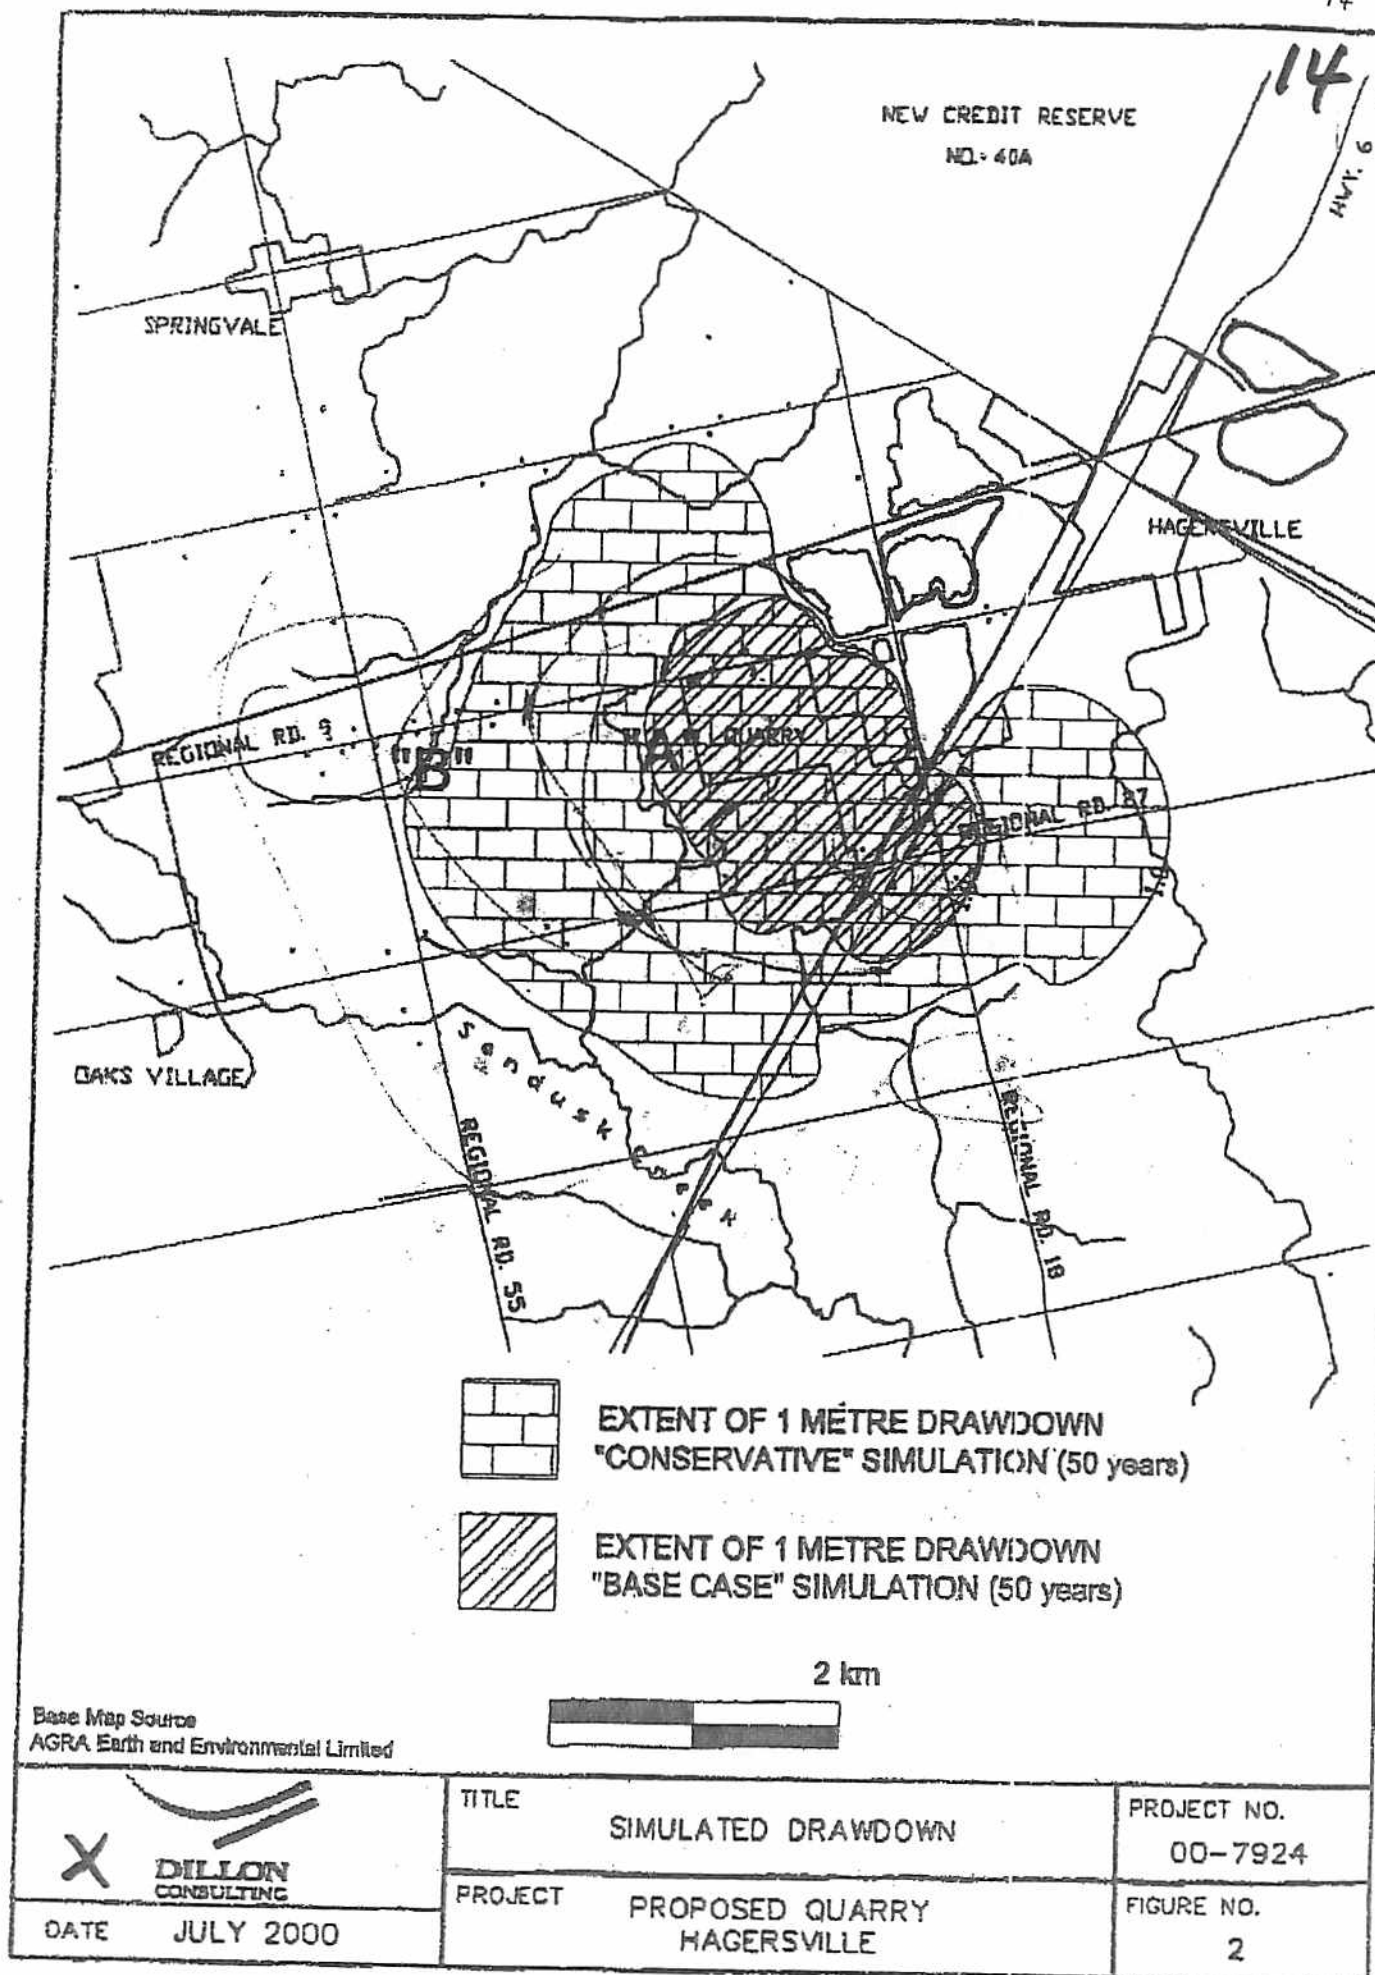 14
NEW CREDIT RESERVE
NO. 40A
HWY. 6
SPRINGVALE
HAGERSVILLE
REGIONAL RD. 9
"B"
"A" QUARRY
REGIONAL RD. 27
OAKS VILLAGE
Sandusk
Creek
REGIONAL RD. 55
REGIONAL RD. 18
EXTENT OF 1 METRE DRAWDOWN
"CONSERVATIVE" SIMULATION (50 years)
EXTENT OF 1 METRE DRAWDOWN
"BASE CASE" SIMULATION (50 years)
2 km
Base Map Source
AGRA Earth and Environmental Limited
X
DILLON
CONSULTING
DATE JULY 2000
TITLE
SIMULATED DRAWDOWN
PROJECT PROPOSED QUARRY
HAGERSVILLE
PROJECT NO.
00-7924
FIGURE NO.
2